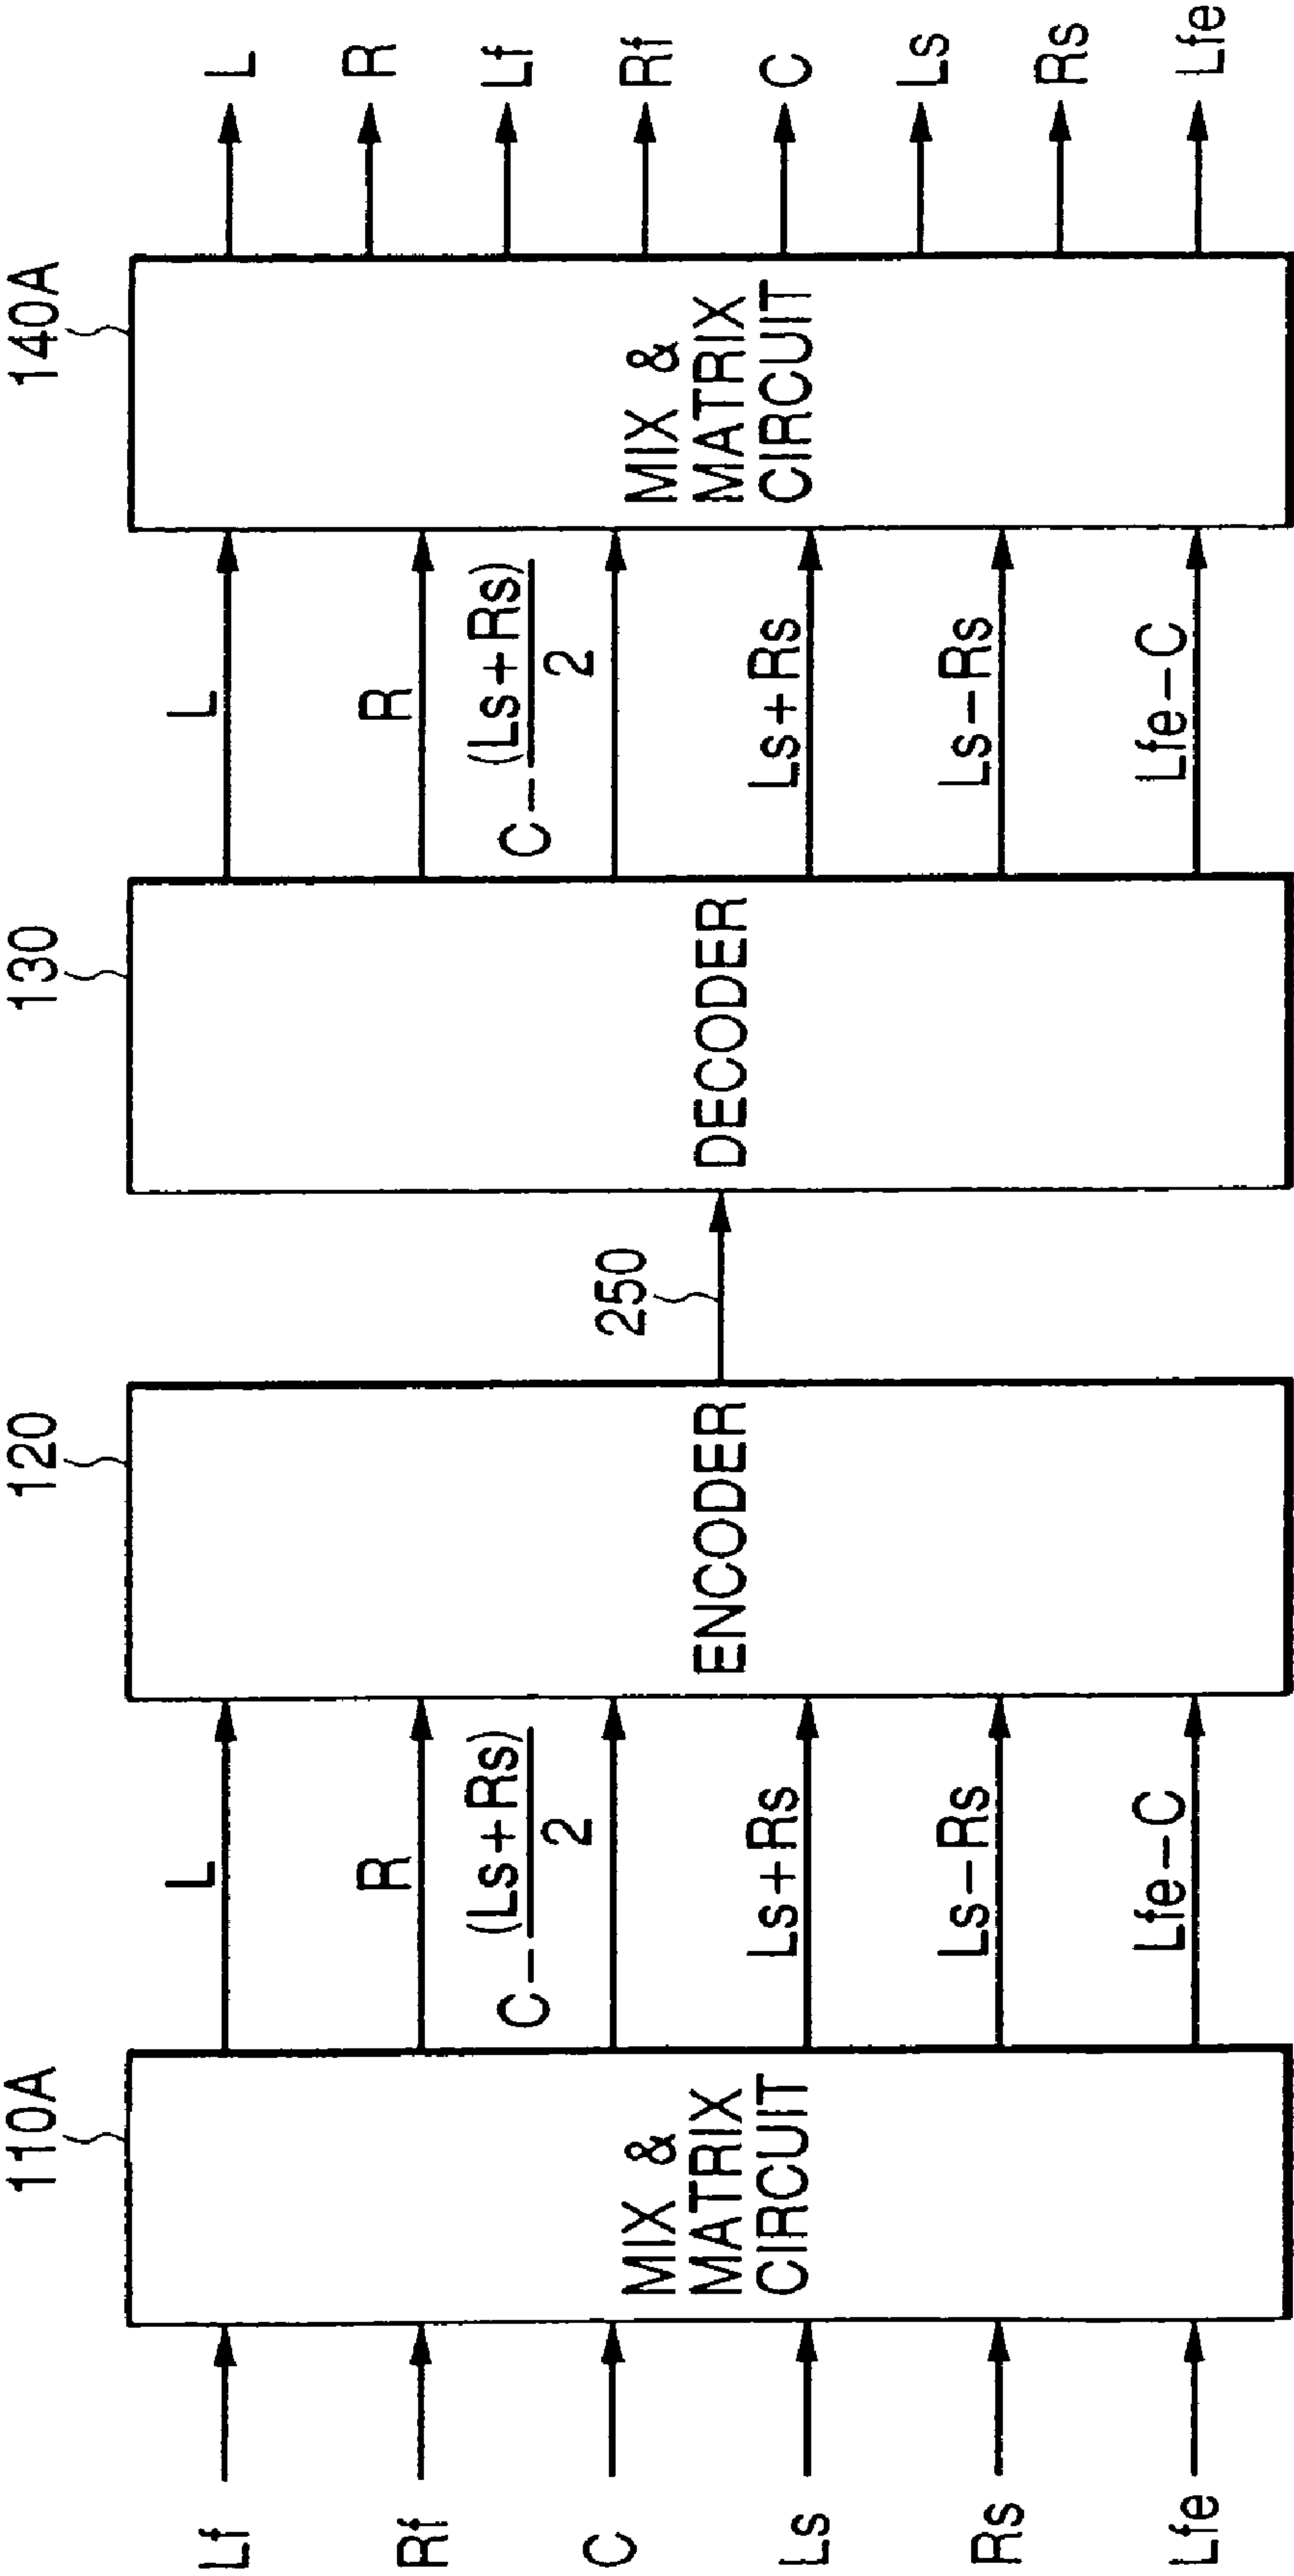 Lf
Rf
C
Ls
Rs
Lfe
110A
MIX &
MATRIX
CIRCUIT
L
R
C-(Ls+Rs)
2
Ls+Rs
Ls-Rs
Lfe-C
120
ENCODER
250
130
DECODER
L
R
C-(Ls+Rs)
2
Ls+Rs
Ls-Rs
Lfe-C
140A
MIX &
MATRIX
CIRCUIT
L
R
Lf
Rf
C
Ls
Rs
Lfe